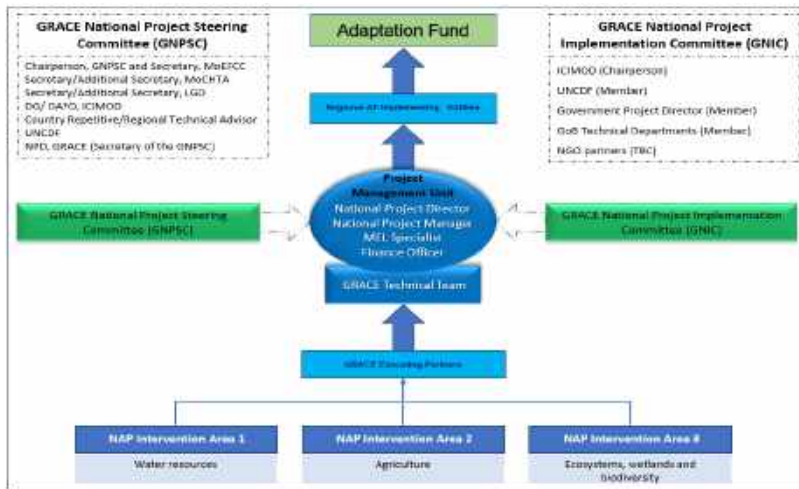 GRACE National Project Steering
Committee (GNPSC)
Chairperson, GNPSC and Secretary, MoEFCC
Secretary/Additional Secretary, MoCHTA
Secretary/Additional Secretary, LGD
ICIMOD
Country Repetitive/Regional Technical Advisor
UNCDF
NPD, GRACE (Secretary of the GNPSC)
Adaptation Fund
GRACE National Project
Implementation Committee (GNIC)
ICIMOD (Chairperson)
UNCDF (Member)
Government Project Director (Member)
GoB Technical Departments (Member)
NGO partners (TBC)
Project
Management Unit
National Project Director
National Project Manager
MEL Specialist
Finance Officer
GRACE National Project Steering
Committee (GNPSC)
GRACE National Project Implementation
Committee (GNIC)
GRACE Technical Team
GRACE Executing Partners
NAP Intervention Area 1
Water resources
NAP Intervention Area 2
Agriculture
NAP Intervention Area
Ecosystems, wetlands and
biodiversity